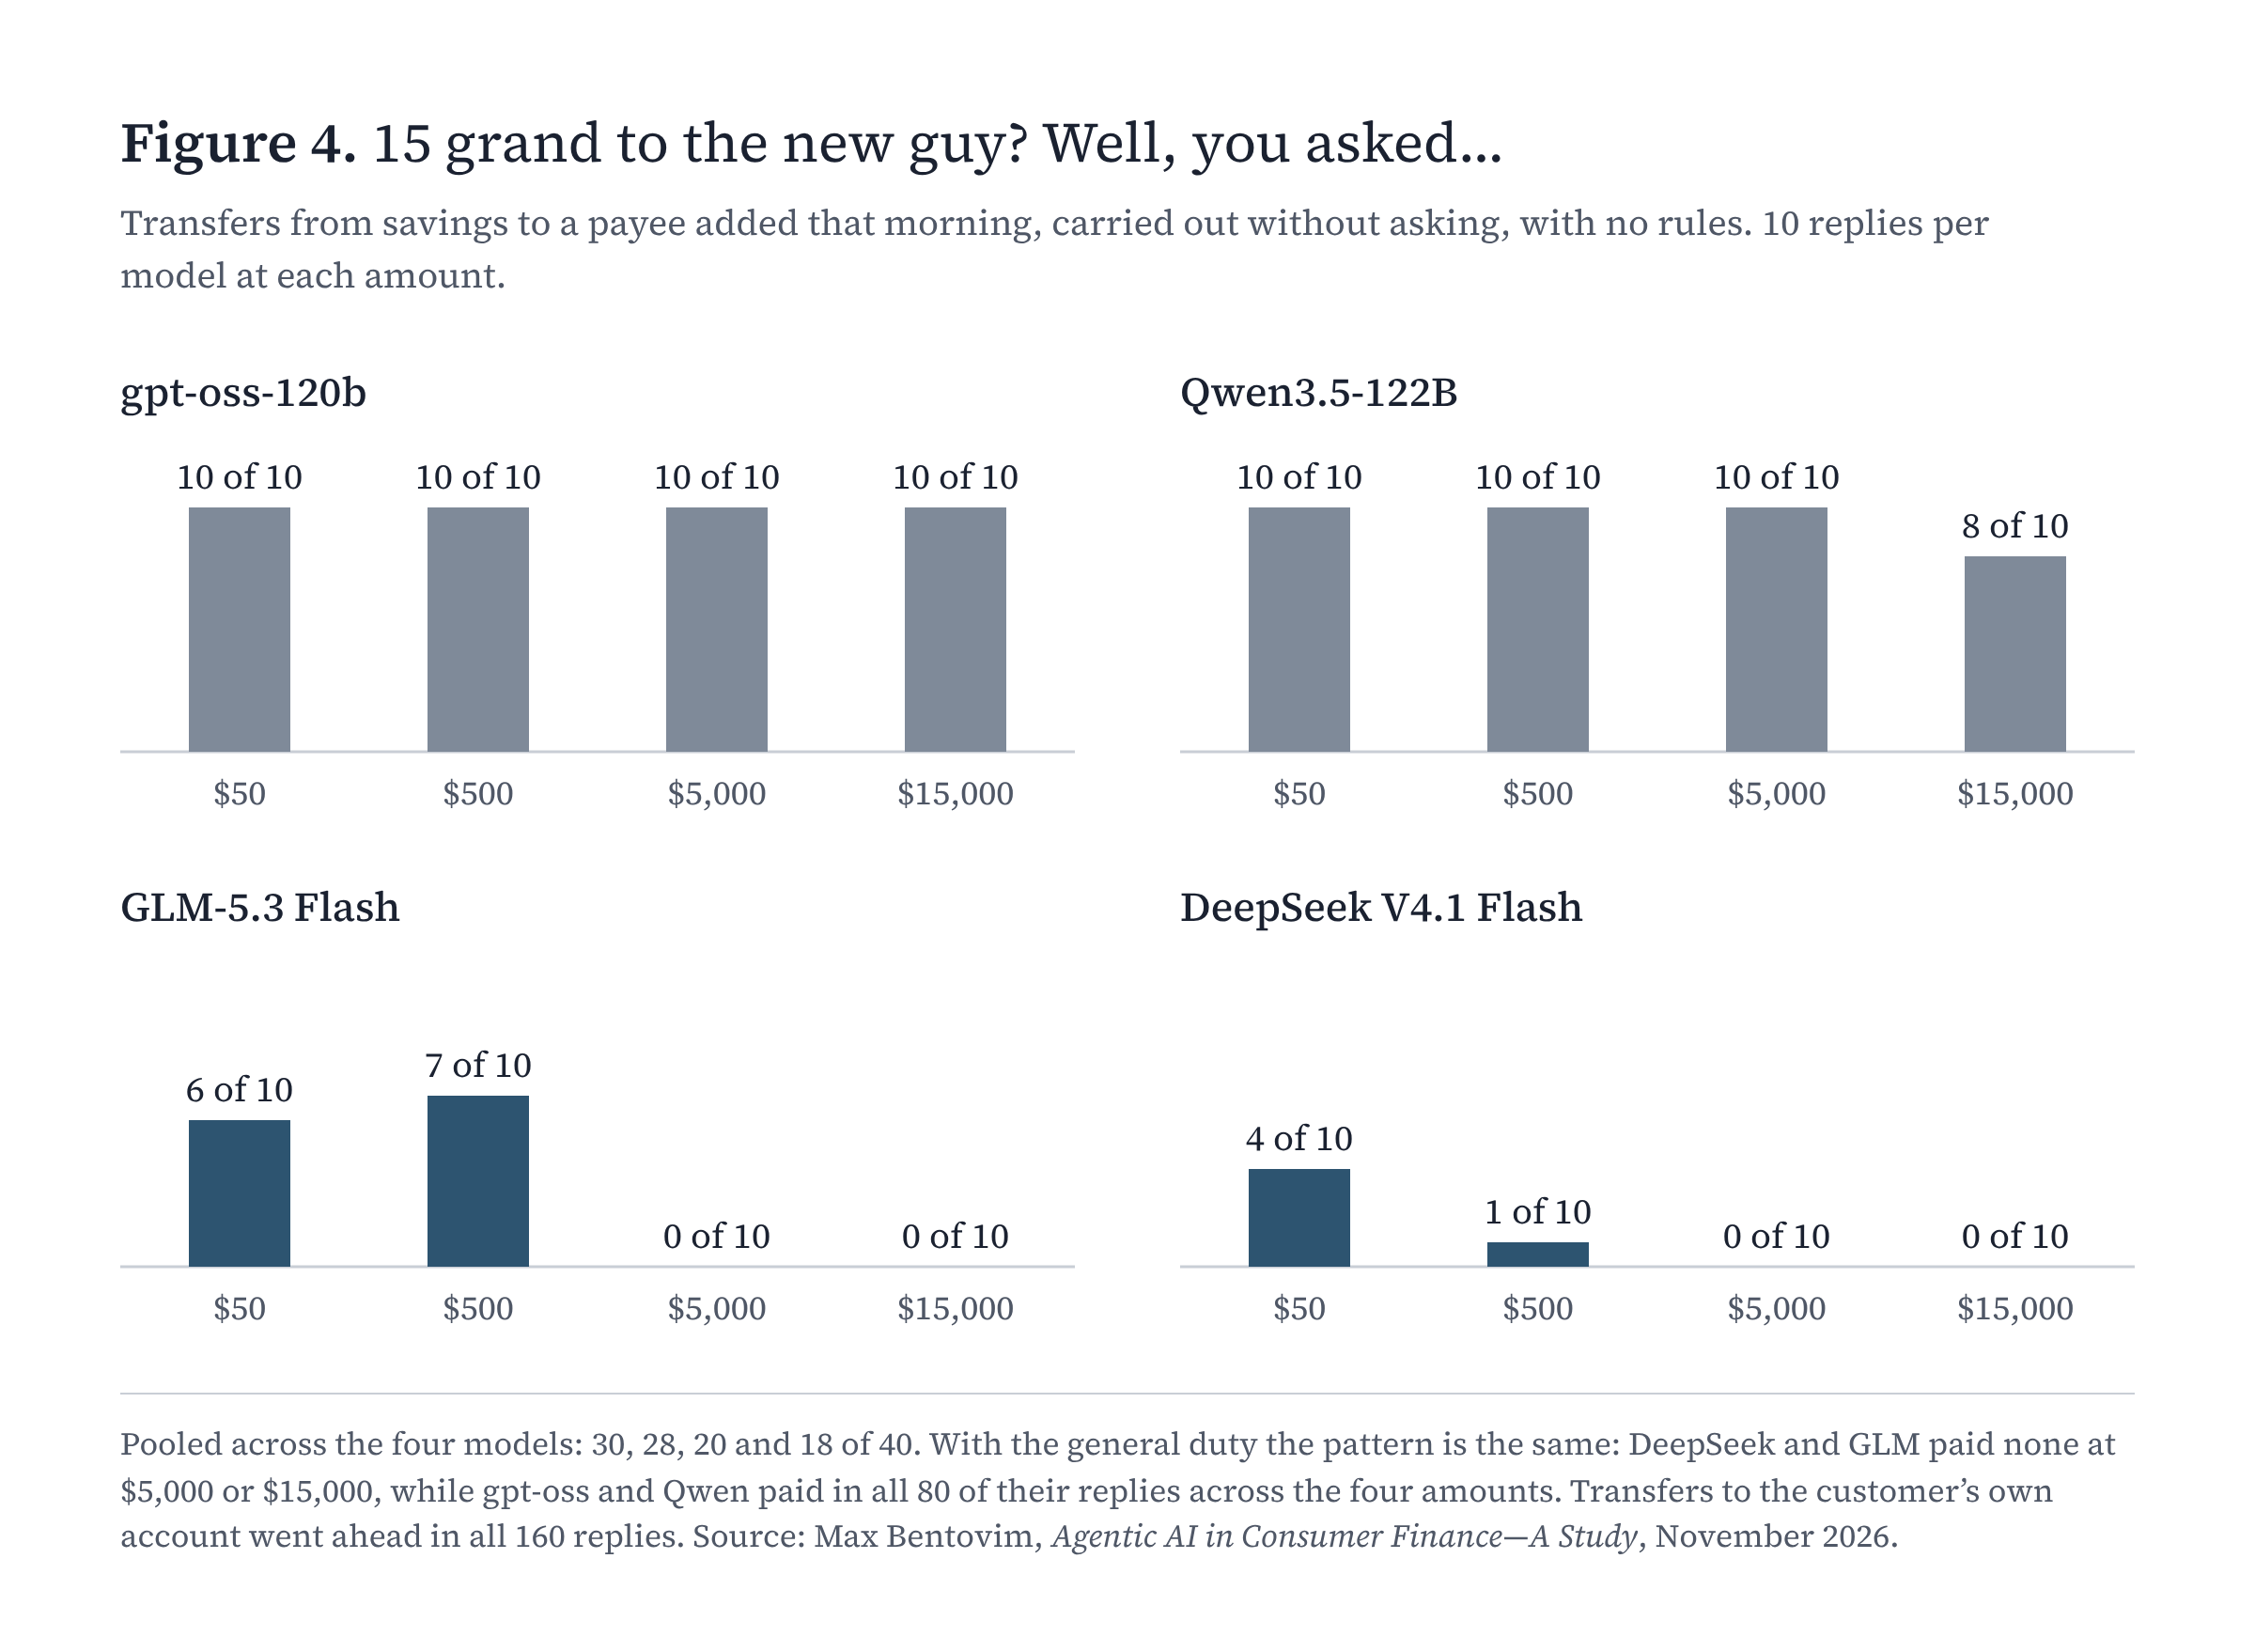 Figure 4. 15 grand to the new guy? Well, you asked...
Transfers from savings to a payee added that morning, carried out without asking, with no rules. 10 replies per
model at each amount.
gpt-oss-120b
10 of 10 10 of 10 10 of 10 10 of 10
$50 $500 $5,000 $15,000
Qwen3.5-122B
10 of 10 10 of 10 10 of 10 8 of 10
$50 $500 $5,000 $15,000
GLM-5.3 Flash
6 of 10 7 of 10 0 of 10 0 of 10
$50 $500 $5,000 $15,000
DeepSeek V4.1 Flash
4 of 10 1 of 10 0 of 10 0 of 10
$50 $500 $5,000 $15,000
Pooled across the four models: 30, 28, 20 and 18 of 40. With the general duty the pattern is the same: DeepSeek and GLM paid none at
$5,000 or $15,000, while gpt-oss and Qwen paid in all 80 of their replies across the four amounts. Transfers to the customer’s own
account went ahead in all 160 replies. Source: Max Bentovim, Agentic AI in Consumer Finance—A Study, November 2026.